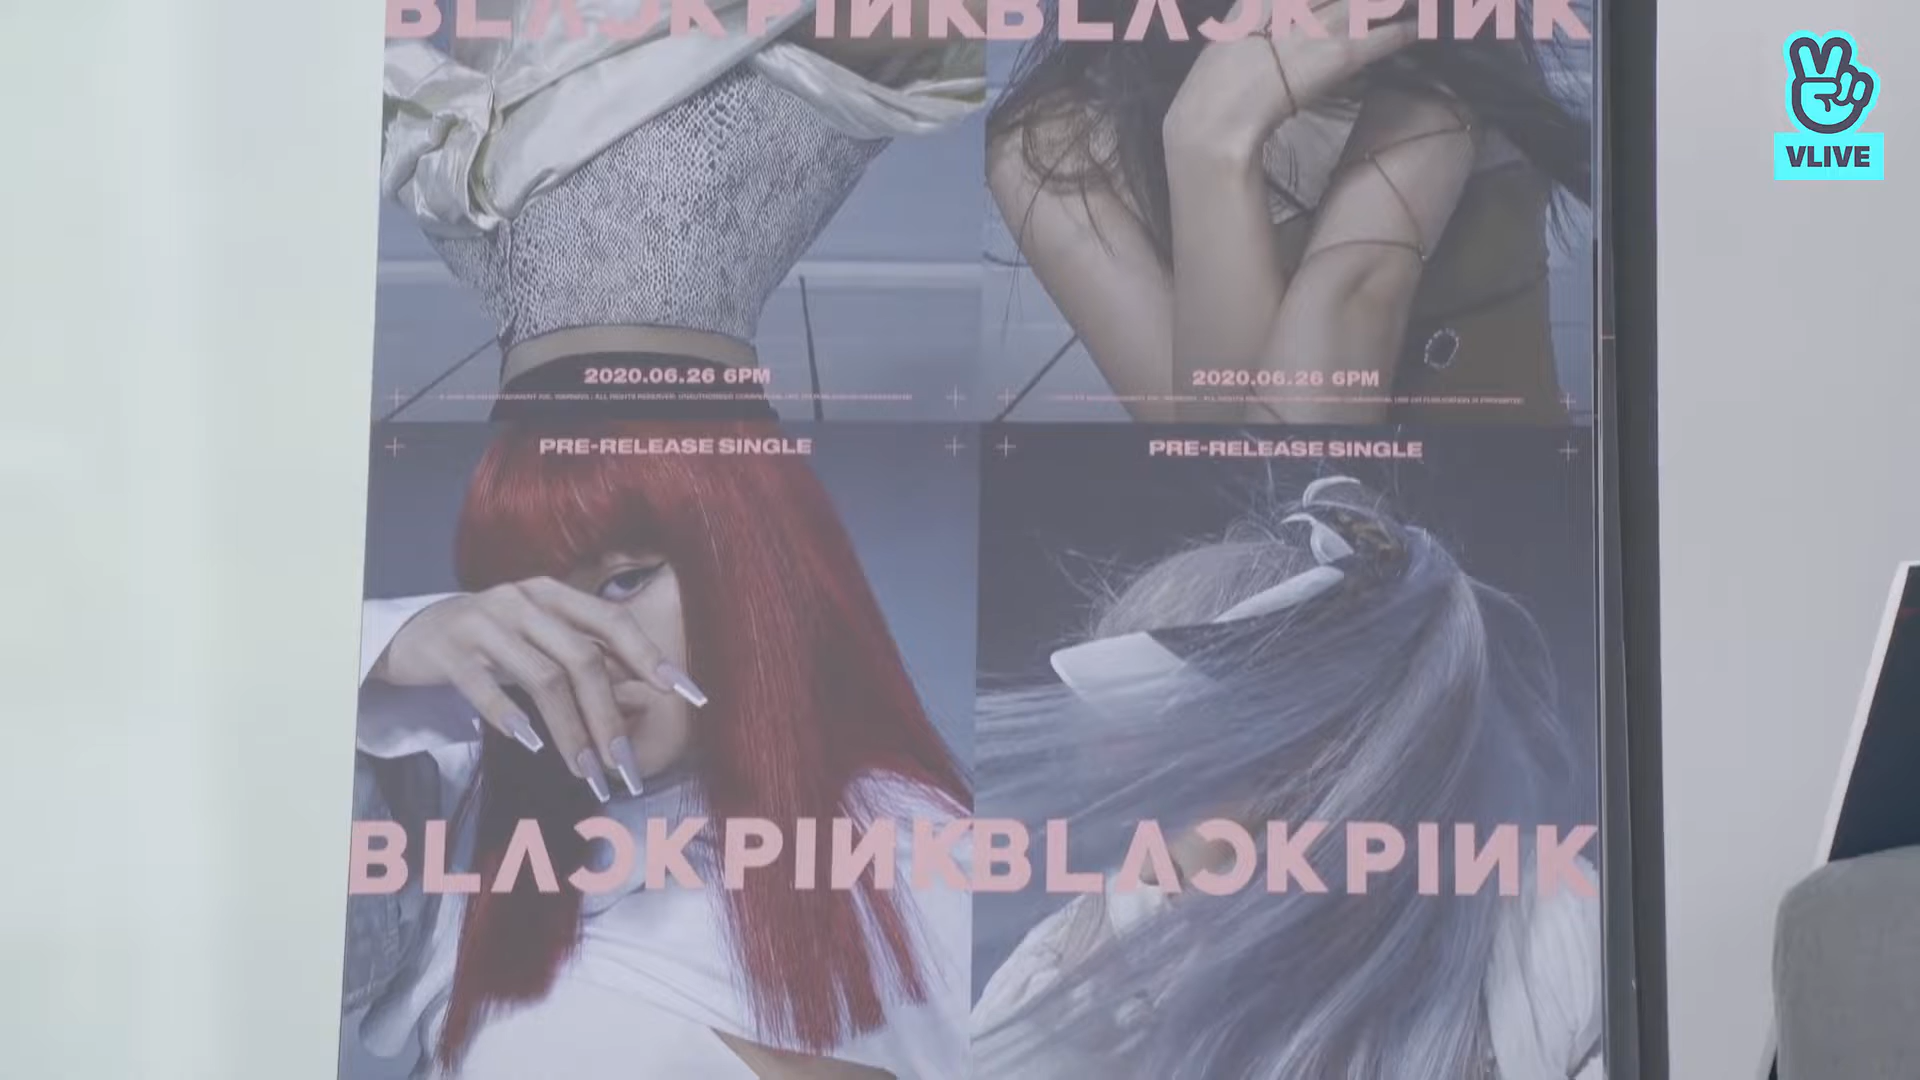 BLACKPINK
BLACKPINK
VLIVE
2020.06.26 6PM
2020.06.26 6PM
PRE-RELEASE SINGLE
PRE-RELEASE SINGLE
BLACKPINK
BLACKPINK